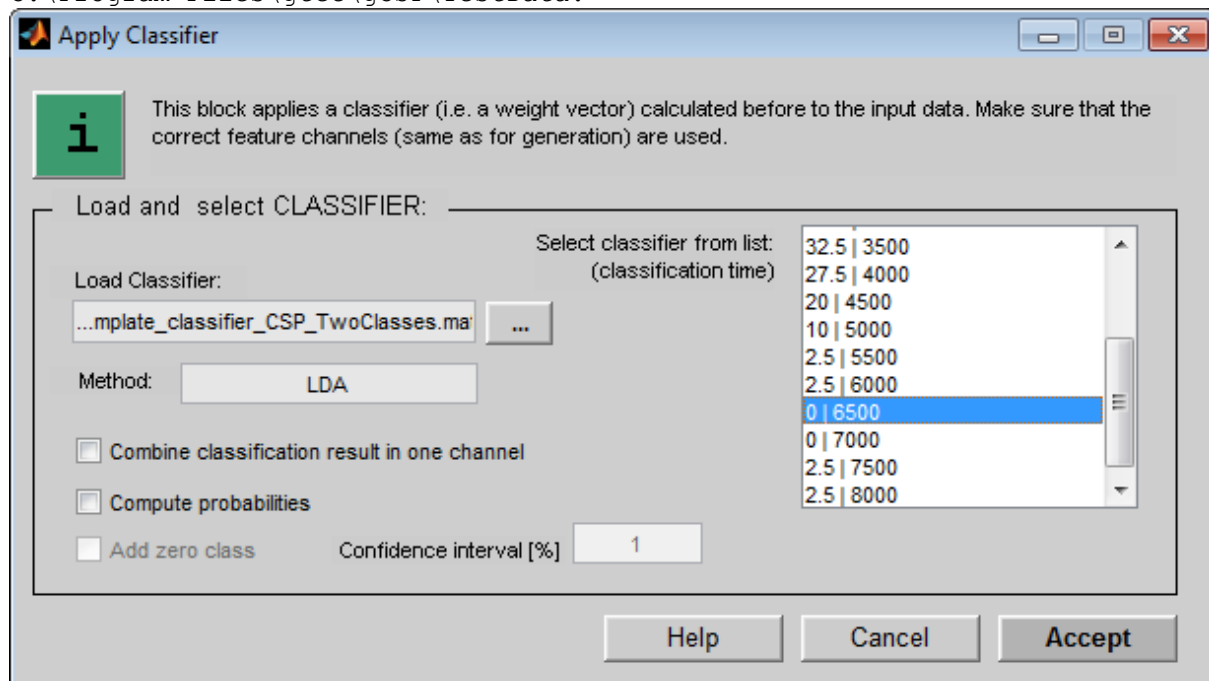 Apply Classifier
i
This block applies a classifier (i.e. a weight vector) calculated before to the input data. Make sure that the
correct feature channels (same as for generation) are used.
Load and select CLASSIFIER:
Select classifier from list:
(classification time)
32.5 | 3500
27.5 | 4000
20 | 4500
10 | 5000
2.5 | 5500
2.5 | 6000
0 | 6500
0 | 7000
2.5 | 7500
2.5 | 8000
Load Classifier:
...mplate_classifier_CSP_TwoClasses.ma
...
Method:
LDA
Combine classification result in one channel
Compute probabilities
Add zero class
Confidence interval [%]
1
Help
Cancel
Accept